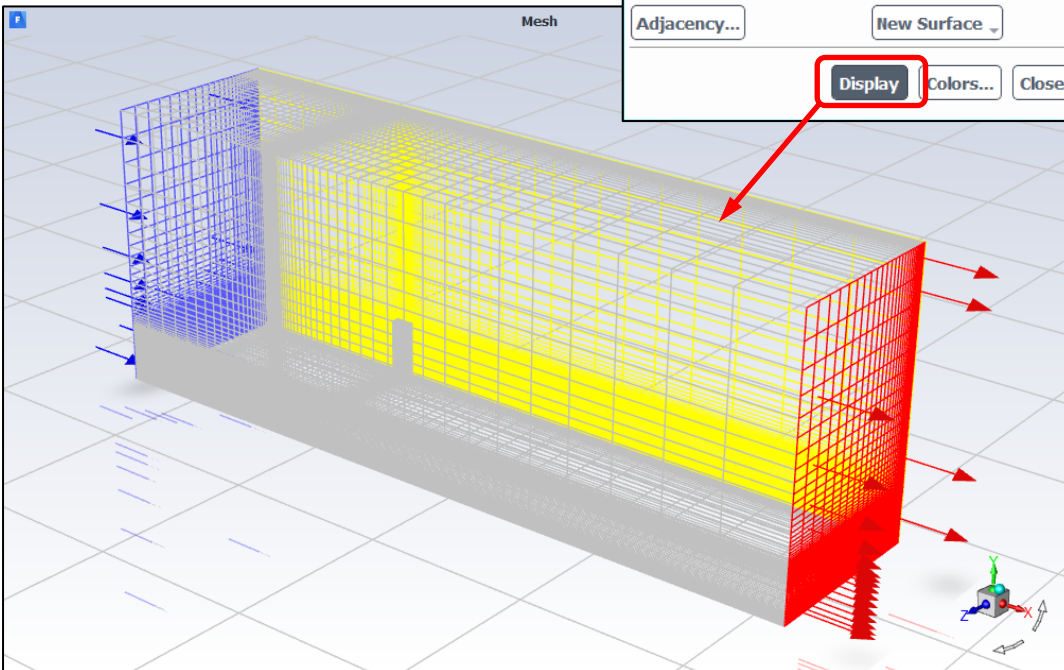 F
Mesh
Adjacency...
New Surface
Display
Colors...
Close
Y
Z
X